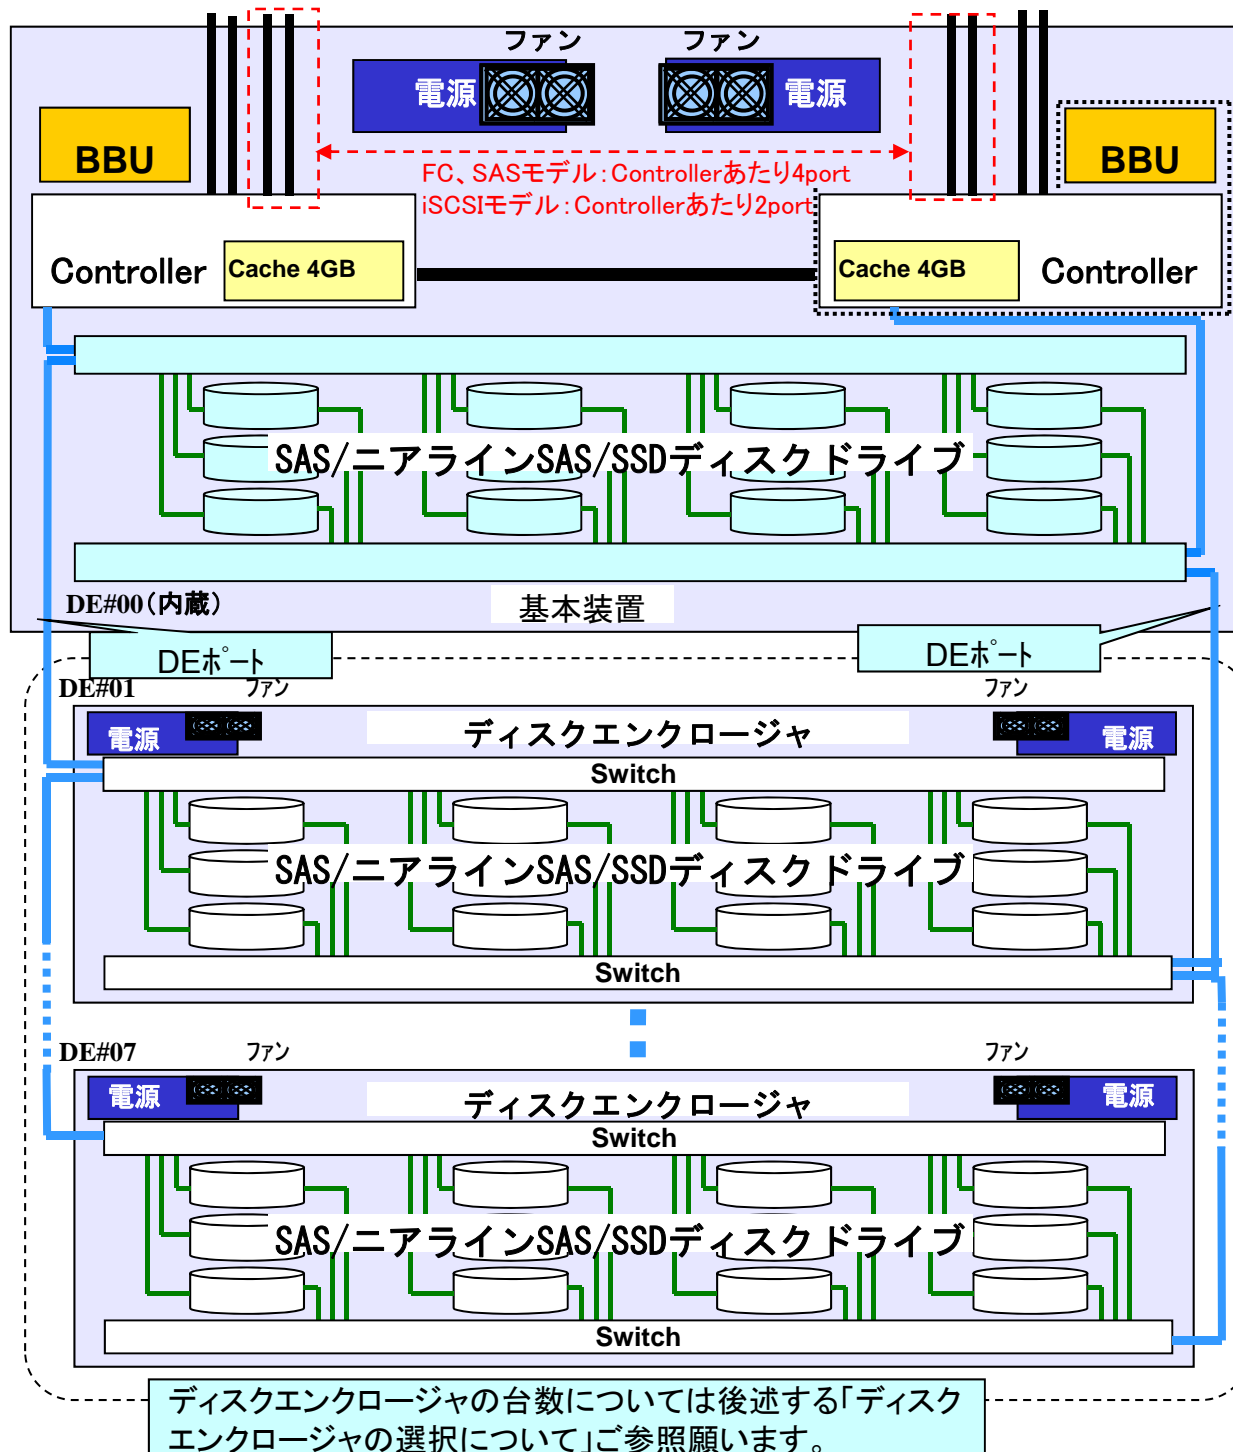 ファン ファン
電源 電源
BBU BBU
FC、SASモデル：Controllerあたり4port
iSCSIモデル：Controllerあたり2port
Controller Cache 4GB Cache 4GB Controller
SAS/ニアラインSAS/SSDディスクドライブ
DE#00（内蔵） 基本装置
DEポート DEポート
DE#01 ファン ファン
電源 ディスクエンクロージャ 電源
Switch
SAS/ニアラインSAS/SSDディスクドライブ
Switch
DE#07 ファン ファン
電源 ディスクエンクロージャ 電源
Switch
SAS/ニアラインSAS/SSDディスクドライブ
Switch
ディスクエンクロージャの台数については後述する「ディスク
エンクロージャの選択について」ご参照願います。